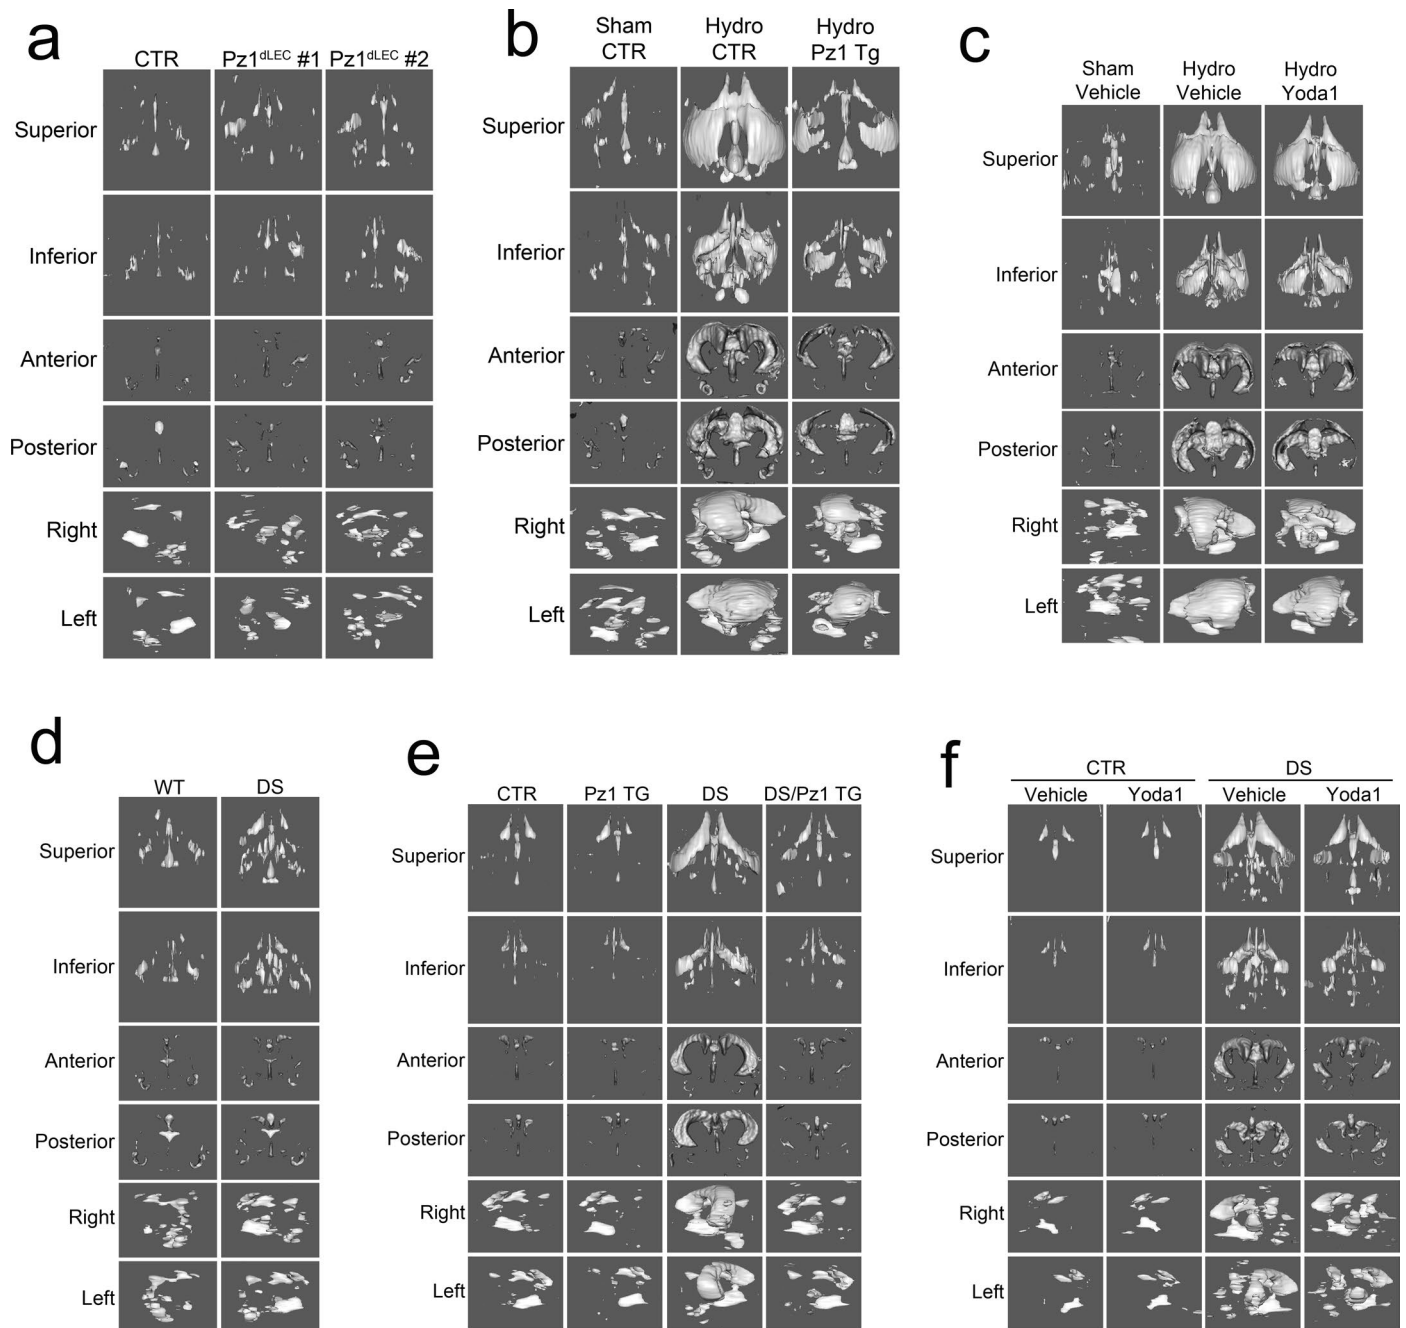 a
CTR Pz1dLEC #1 Pz1dLEC #2
Superior
Inferior
Anterior
Posterior
Right
Left
b
Sham Hydro Hydro
CTR CTR Pz1 Tg
Superior
Inferior
Anterior
Posterior
Right
Left
c
Sham Hydro Hydro
Vehicle Vehicle Yoda1
Superior
Inferior
Anterior
Posterior
Right
Left
d
WT DS
Superior
Inferior
Anterior
Posterior
Right
Left
e
CTR Pz1 TG DS DS/Pz1 TG
Superior
Inferior
Anterior
Posterior
Right
Left
f
CTR DS
Vehicle Yoda1 Vehicle Yoda1
Superior
Inferior
Anterior
Posterior
Right
Left